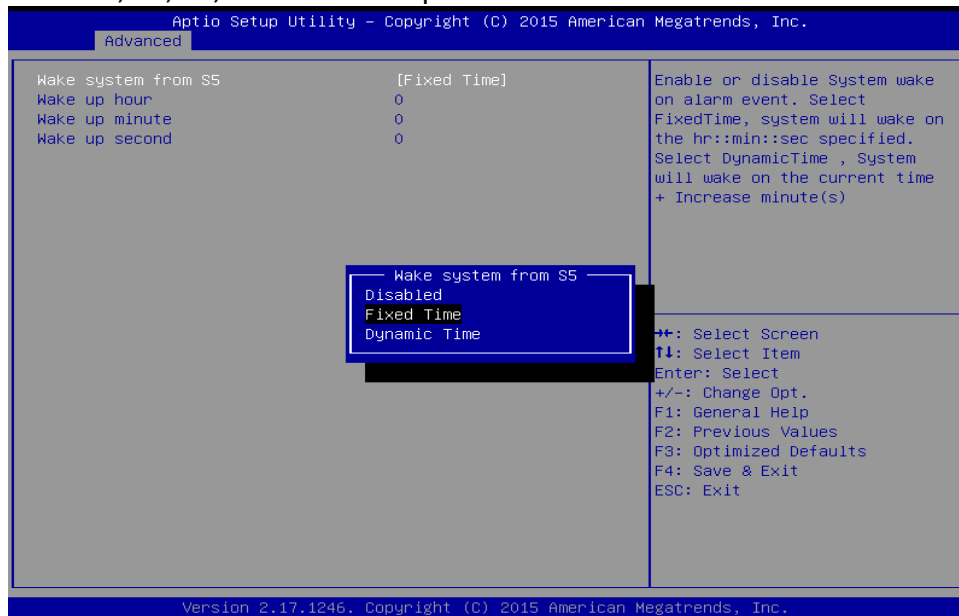 Aptio Setup Utility – Copyright (C) 2015 American Megatrends, Inc.
Advanced
Wake system from S5 [Fixed Time]
Wake up hour 0
Wake up minute 0
Wake up second 0
Enable or disable System wake
on alarm event. Select
FixedTime, system will wake on
the hr::min::sec specified.
Select DynamicTime , System
will wake on the current time
+ Increase minute(s)
Wake system from S5
Disabled
Fixed Time
Dynamic Time
→←: Select Screen
↑↓: Select Item
Enter: Select
+/-: Change Opt.
F1: General Help
F2: Previous Values
F3: Optimized Defaults
F4: Save & Exit
ESC: Exit
Version 2.17.1246. Copyright (C) 2015 American Megatrends, Inc.